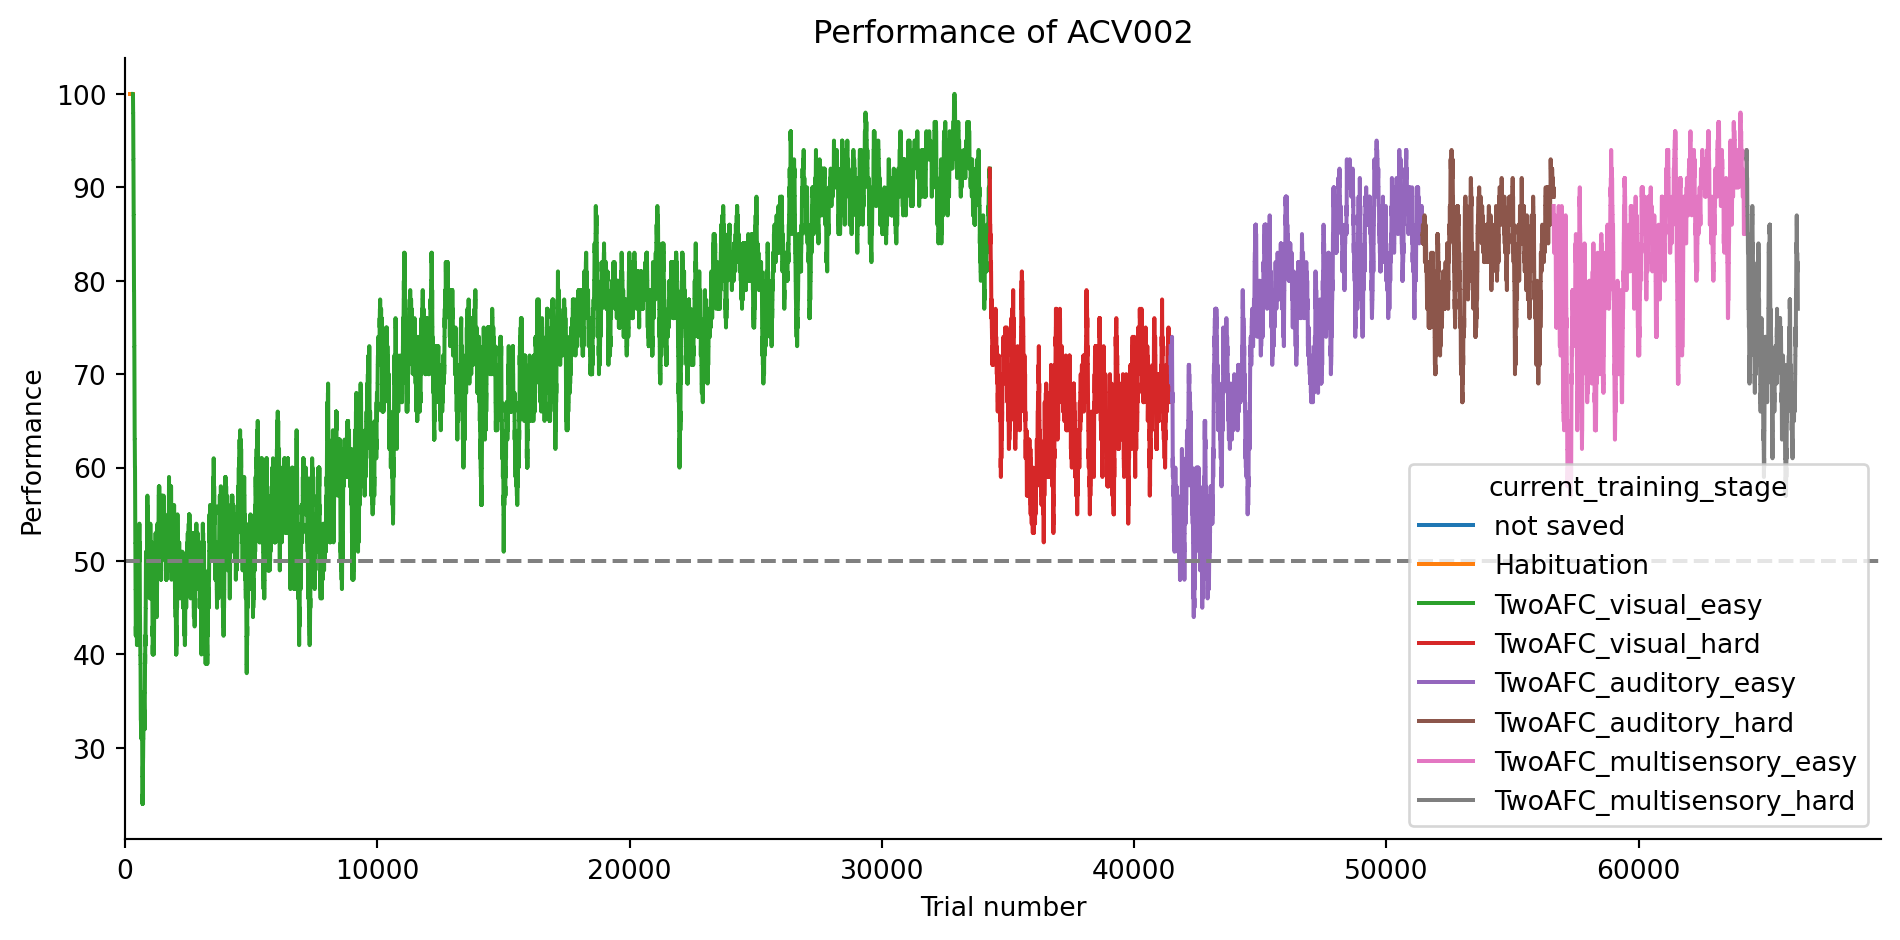 Performance of ACV002
100
90
80
70
60
50
40
30
Performance
0
10000
20000
30000
40000
50000
60000
Trial number
current_training_stage
not saved
Habituation
TwoAFC_visual_easy
TwoAFC_visual_hard
TwoAFC_auditory_easy
TwoAFC_auditory_hard
TwoAFC_multisensory_easy
TwoAFC_multisensory_hard